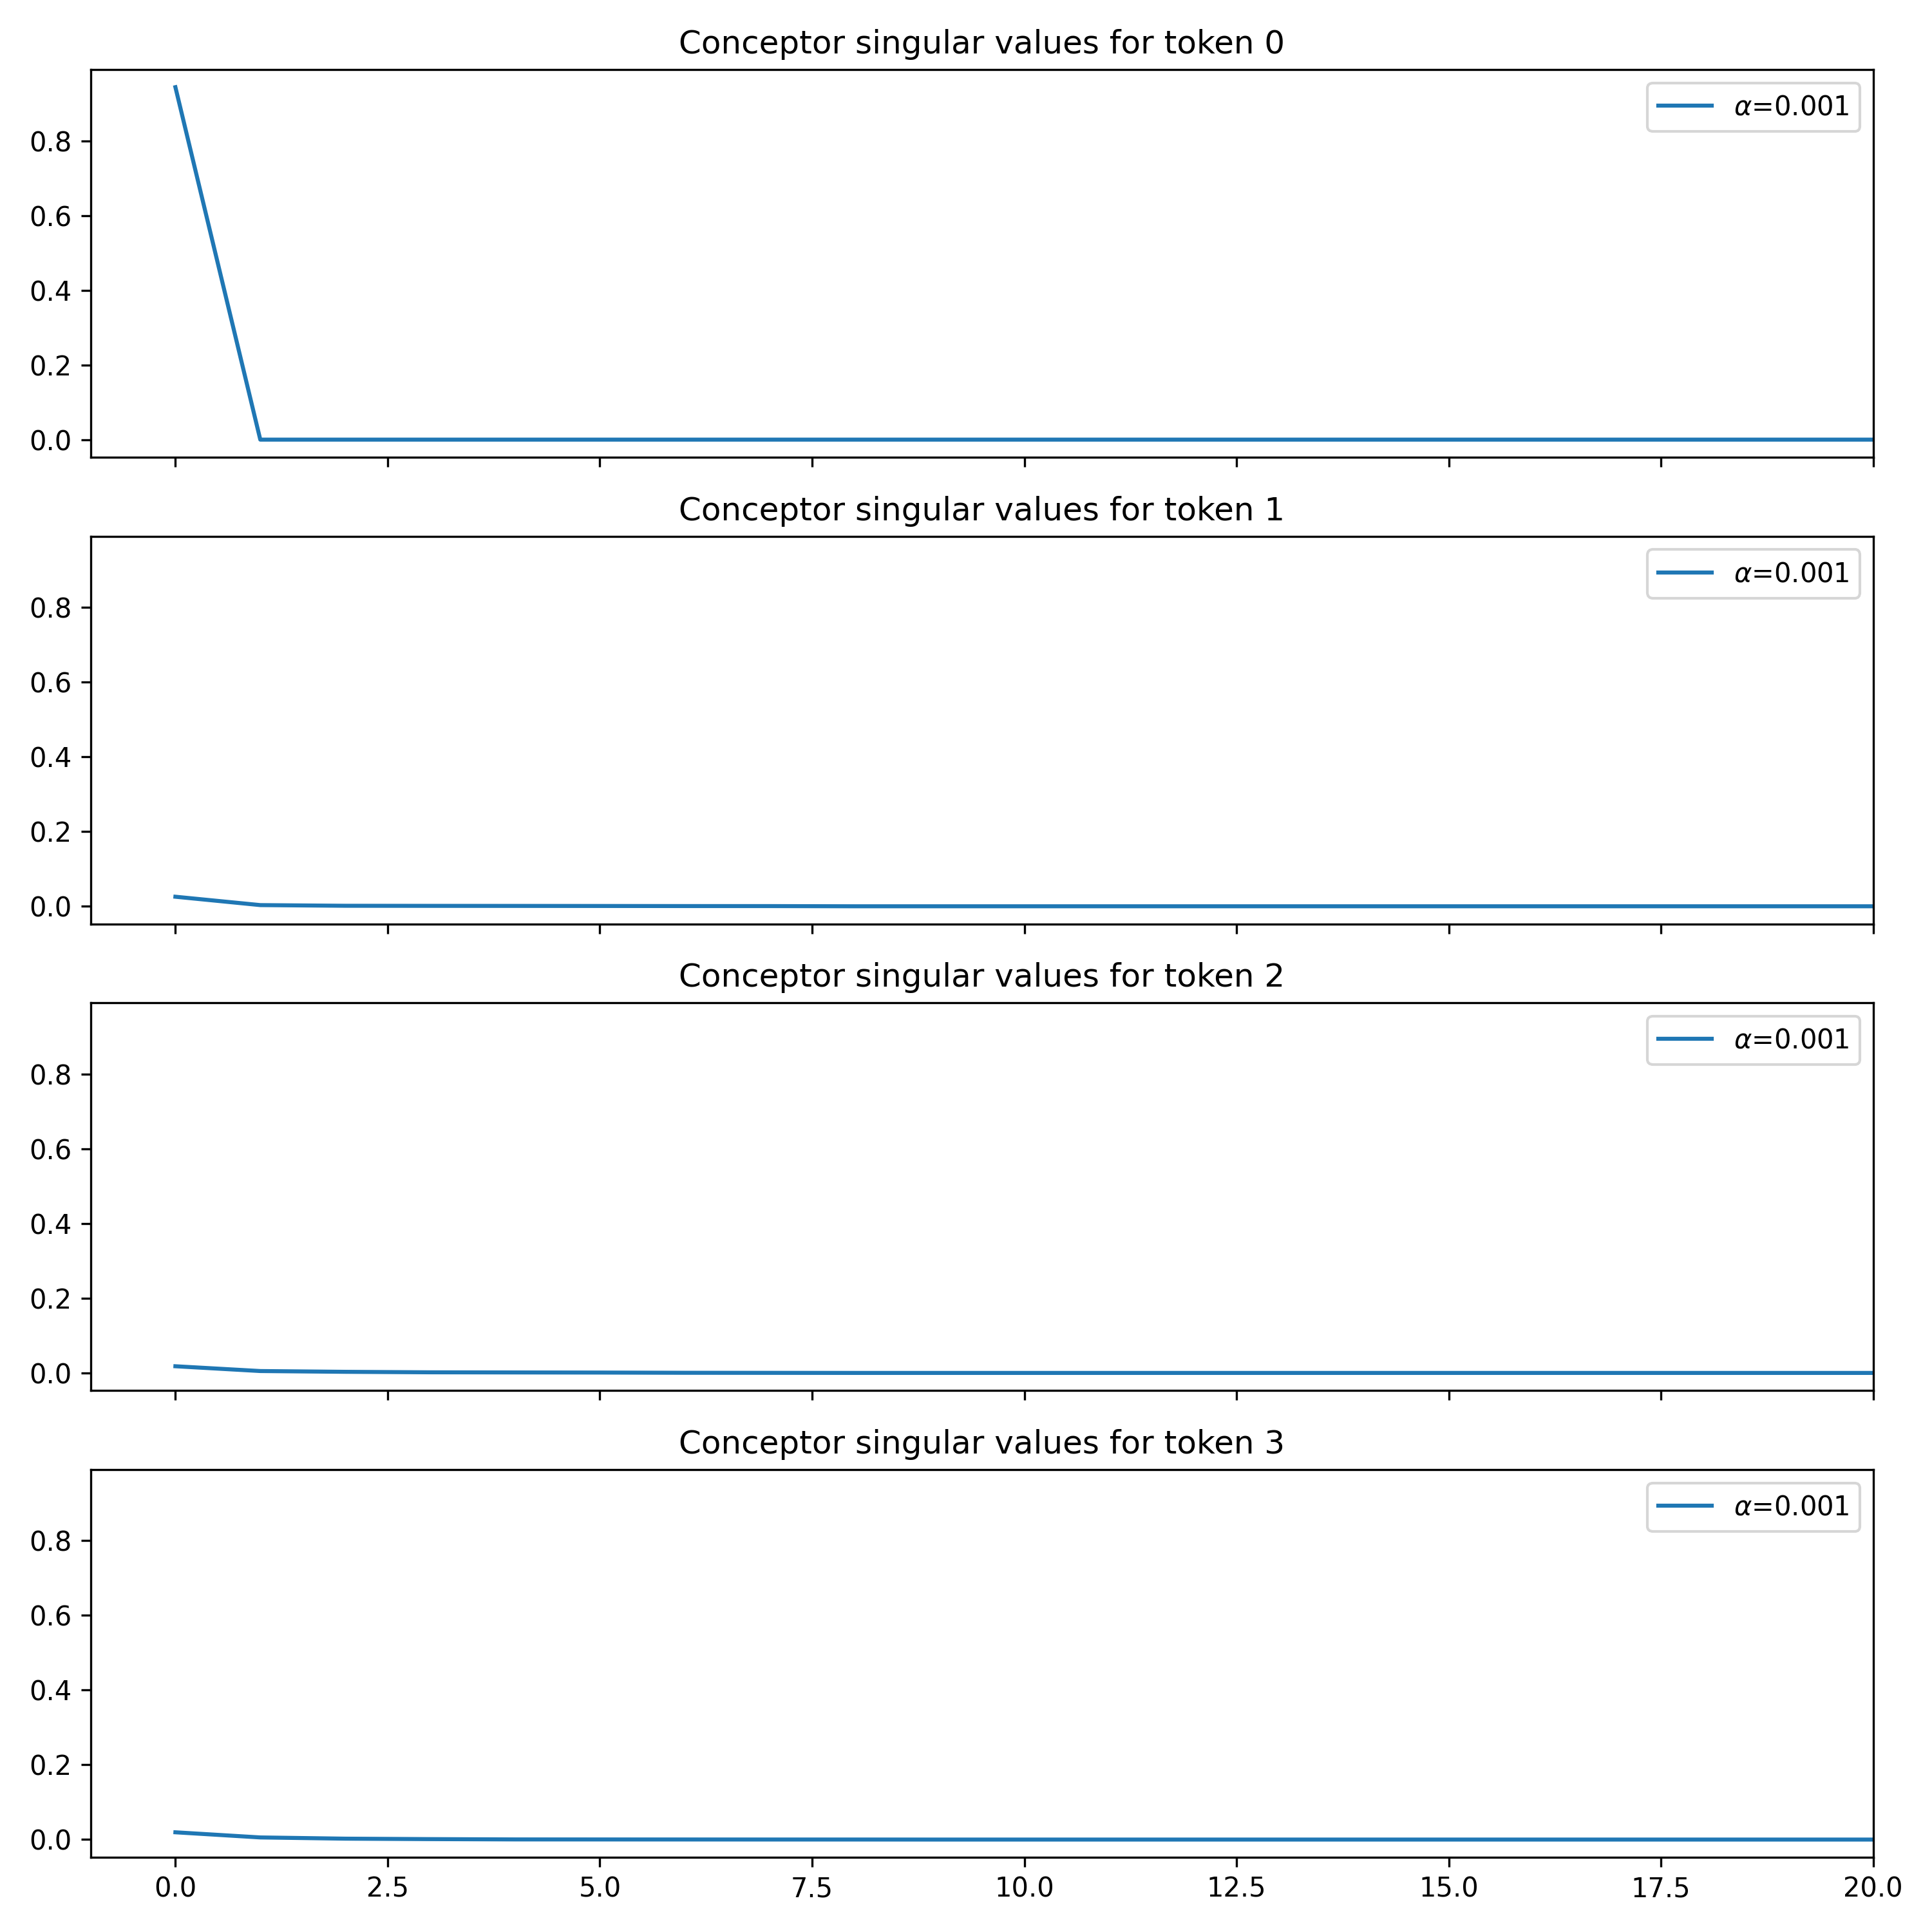 Conceptor singular values for token 0
α=0.001
0.8
0.6
0.4
0.2
0.0
Conceptor singular values for token 1
α=0.001
0.8
0.6
0.4
0.2
0.0
Conceptor singular values for token 2
α=0.001
0.8
0.6
0.4
0.2
0.0
Conceptor singular values for token 3
α=0.001
0.8
0.6
0.4
0.2
0.0
0.0 2.5 5.0 7.5 10.0 12.5 15.0 17.5 20.0